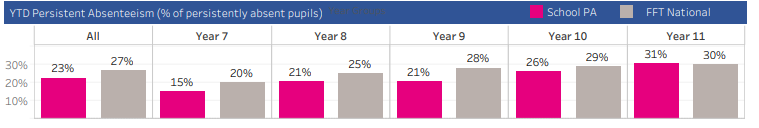 YTD Persistent Absenteeism (% of persistently absent pupils) School PA FFT National
All Year 7 Year 8 Year 9 Year 10 Year 11
30%
20%
10%
23% 27% 15% 20% 21% 25% 21% 28% 26% 29% 31% 30%